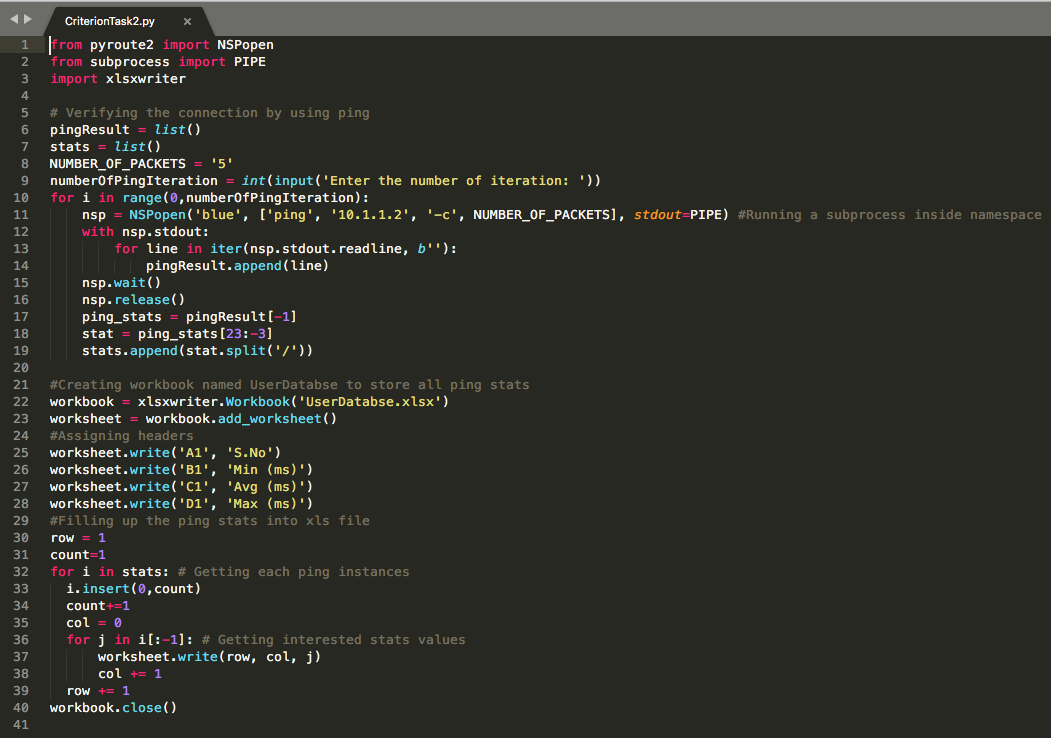 CriterionTask2.py ×
1 from pyroute2 import NSPopen
2 from subprocess import PIPE
3 import xlsxwriter
4
5 # Verifying the connection by using ping
6 pingResult = list()
7 stats = list()
8 NUMBER_OF_PACKETS = '5'
9 numberOfPingIteration = int(input('Enter the number of iteration: '))
10 for i in range(0,numberOfPingIteration):
11     nsp = NSPopen('blue', ['ping', '10.1.1.2', '-c', NUMBER_OF_PACKETS], stdout=PIPE) #Running a subprocess inside namespace
12     with nsp.stdout:
13         for line in iter(nsp.stdout.readline, b''):
14             pingResult.append(line)
15     nsp.wait()
16     nsp.release()
17     ping_stats = pingResult[-1]
18     stat = ping_stats[23:-3]
19     stats.append(stat.split('/'))
20
21 #Creating workbook named UserDatabse to store all ping stats
22 workbook = xlsxwriter.Workbook('UserDatabse.xlsx')
23 worksheet = workbook.add_worksheet()
24 #Assigning headers
25 worksheet.write('A1', 'S.No')
26 worksheet.write('B1', 'Min (ms)')
27 worksheet.write('C1', 'Avg (ms)')
28 worksheet.write('D1', 'Max (ms)')
29 #Filling up the ping stats into xls file
30 row = 1
31 count=1
32 for i in stats: # Getting each ping instances
33   i.insert(0,count)
34   count+=1
35   col = 0
36   for j in i[:-1]: # Getting interested stats values
37       worksheet.write(row, col, j)
38       col += 1
39   row += 1
40 workbook.close()
41